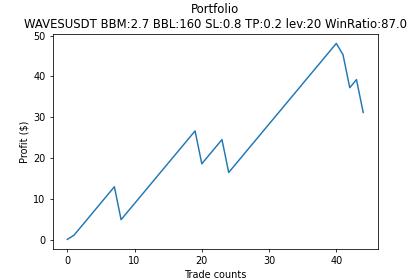 Portfolio
WAVESUSDT BBM:2.7 BBL:160 SL:0.8 TP:0.2 lev:20 WinRatio:87.0
50
40
30
20
10
0
Profit ($)
0 10 20 30 40
Trade counts